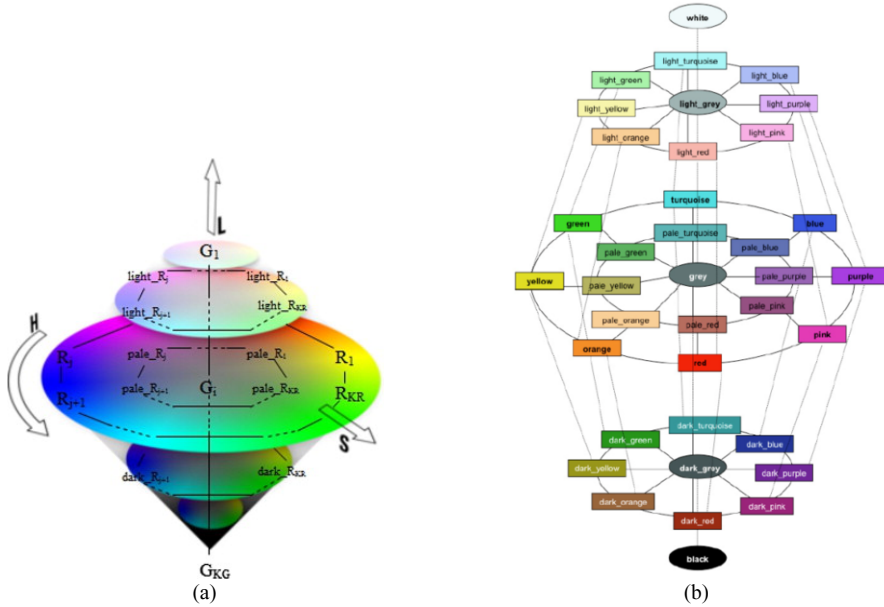 L
G1
light_Rj light_R1
light_Rj+1 light_RKR
H
Rj pale_Rj pale_R1 R1
Rj+1 pale_Rj+1 Gi pale_RKR RKR
S
dark_Rj+1 dark_RKR
GKG
(a)
white
light_turquoise
light_green light_blue
light_yellow light_grey light_purple
light_orange light_pink
light_red
turquoise
green blue
pale_turquoise
pale_green pale_blue
yellow pale_yellow grey pale_purple purple
pale_pink
pale_orange pale_red
orange pink
red
dark_turquoise
dark_green dark_blue
dark_yellow dark_grey dark_purple
dark_orange dark_pink
dark_red
black
(b)